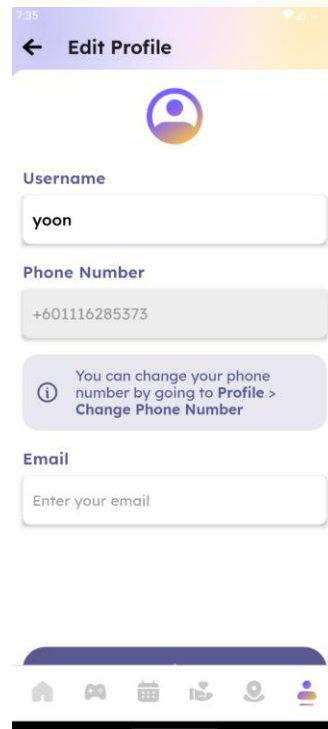 7:35
Edit Profile
Username
yoon
Phone Number
+601116285373
You can change your phone
number by going to Profile >
Change Phone Number
Email
Enter your email